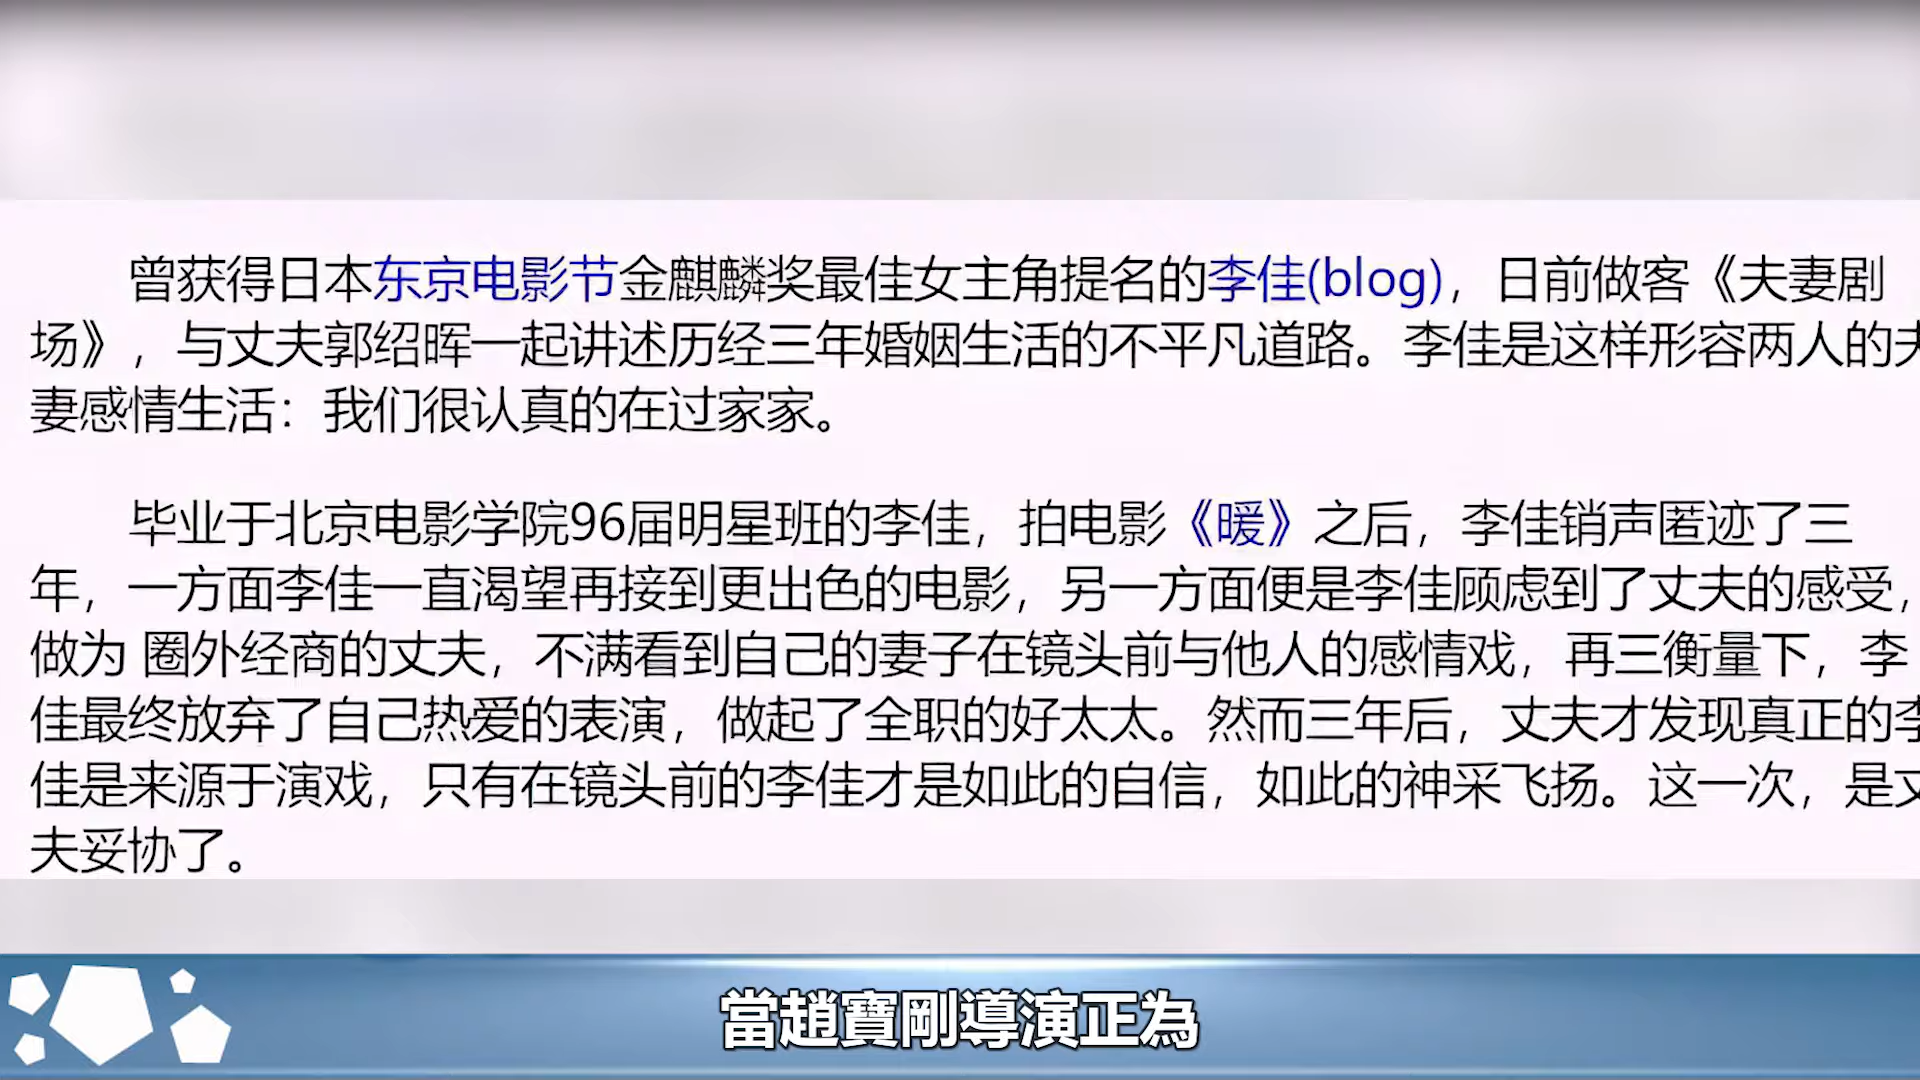 曾获得日本东京电影节金麒麟奖最佳女主角提名的李佳(blog)，日前做客《夫妻剧
场》，与丈夫郭绍晖一起讲述历经三年婚姻生活的不平凡道路。李佳是这样形容两人的夫
妻感情生活：我们很认真的在过家家。
毕业于北京电影学院96届明星班的李佳，拍电影《暖》之后，李佳销声匿迹了三
年，一方面李佳一直渴望再接到更出色的电影，另一方面便是李佳顾虑到了丈夫的感受，
做为 圈外经商的丈夫，不满看到自己的妻子在镜头前与他人的感情戏，再三衡量下，李
佳最终放弃了自己热爱的表演，做起了全职的好太太。然而三年后，丈夫才发现真正的李
佳是来源于演戏，只有在镜头前的李佳才是如此的自信，如此的神采飞扬。这一次，是丈
夫妥协了。
當趙寶剛導演正為